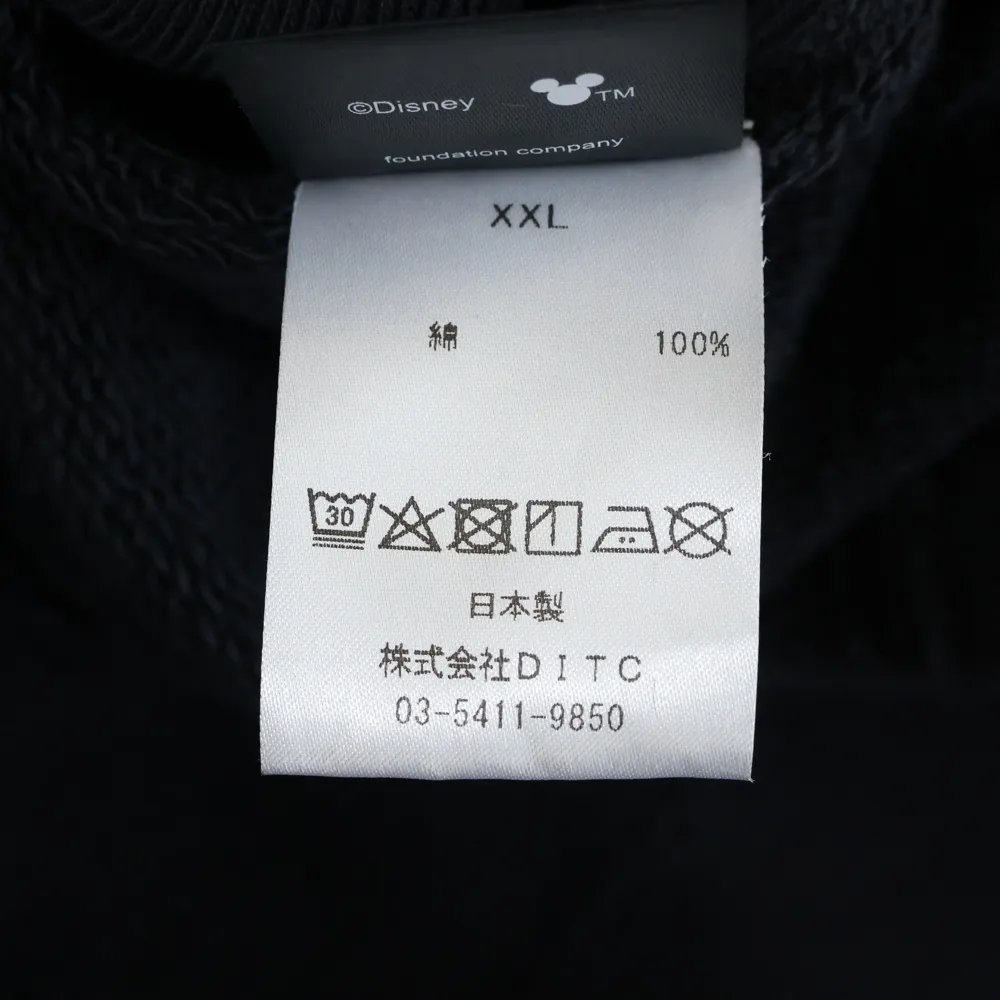 ©Disney TM
foundation company
XXL
綿 100%
30
日本製
株式会社DITC
03-5411-9850